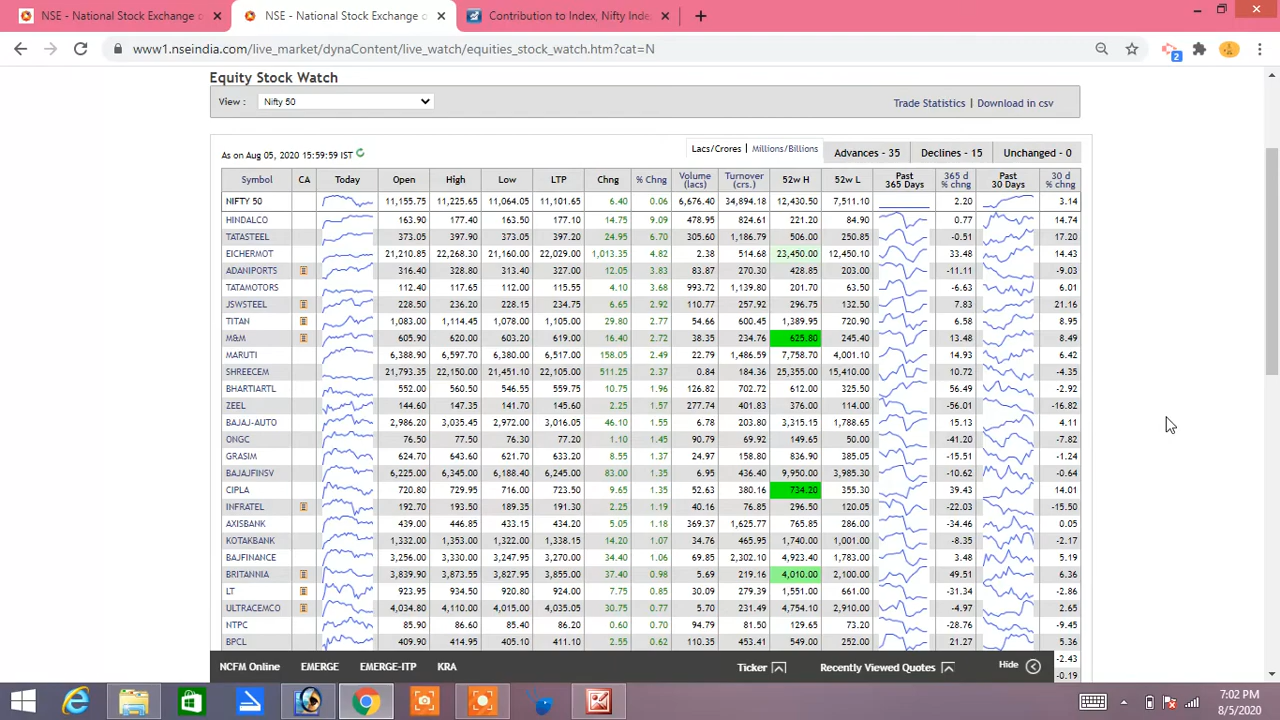 NSE - National Stock Exchange o
NSE - National Stock Exchange o
Contribution to Index, Nifty Inde
www1.nseindia.com/live_market/dynaContent/live_watch/equities_stock_watch.htm?cat=N
2
Equity Stock Watch
View : Nifty 50 Trade Statistics | Download in csv
As on Aug 05, 2020 15:59:59 IST Lacs/Crores | Millions/Billions Advances - 35 Declines - 15 Unchanged - 0
Symbol CA Today Open High Low LTP Chng % Chng Volume (lacs) Turnover (crs.) 52w H 52w L Past 365 Days 365 d % chng Past 30 Days 30 d % chng
NIFTY 50 11,155.75 11,225.65 11,064.05 11,101.65 6.40 0.06 6,676.40 34,894.18 12,430.50 7,511.10 2.20 3.14
HINDALCO 163.90 177.40 163.50 177.10 14.75 9.09 478.95 824.61 221.20 84.90 0.77 14.74
TATASTEEL 373.05 397.90 373.05 397.20 24.95 6.70 305.60 1,186.79 506.00 250.85 -0.51 17.20
EICHERMOT 21,210.85 22,268.30 21,160.00 22,029.00 1,013.35 4.82 2.38 514.68 23,450.00 12,450.10 33.48 14.43
ADANIPORTS 316.40 328.80 313.40 327.00 12.05 3.83 83.87 270.30 428.85 203.00 -11.11 -9.03
TATAMOTORS 112.40 117.65 112.00 115.55 4.10 3.68 993.72 1,139.80 201.70 63.50 -6.63 6.01
JSWSTEEL 228.50 236.20 228.15 234.75 6.65 2.92 110.77 257.92 296.75 132.50 7.83 21.16
TITAN 1,083.00 1,114.45 1,078.00 1,105.00 29.80 2.77 54.66 600.45 1,389.95 720.90 6.58 8.95
M&M 605.90 620.00 603.20 619.70 16.40 2.72 38.35 234.76 625.80 245.40 13.48 8.49
MARUTI 6,388.90 6,597.70 6,380.00 6,517.00 158.05 2.49 22.79 1,486.59 7,758.70 4,001.10 14.93 6.42
SHREECEM 21,793.35 22,150.00 21,451.10 22,105.00 511.25 2.37 0.84 184.36 25,355.00 15,410.00 10.72 -4.35
BHARTIARTL 552.00 560.50 546.55 559.75 10.75 1.96 126.82 702.72 612.00 325.50 56.49 -2.92
ZEEL 144.60 147.35 141.70 145.60 2.25 1.57 277.74 401.83 376.00 114.00 -56.01 -16.82
BAJAJ-AUTO 2,986.20 3,035.45 2,972.00 3,016.05 46.10 1.55 6.78 203.80 3,315.15 1,788.65 15.13 4.11
ONGC 76.50 77.50 76.30 77.20 1.10 1.45 90.79 69.92 149.65 50.00 -41.20 -7.82
GRASIM 624.70 643.60 621.70 633.20 8.55 1.37 24.97 158.80 836.90 385.05 -15.51 -1.24
BAJAJFINSV 6,225.00 6,345.00 6,188.40 6,245.00 83.00 1.35 6.95 436.40 9,950.00 3,985.30 -10.62 -0.64
CIPLA 720.80 729.95 716.00 723.50 9.65 1.35 52.63 380.16 734.20 355.30 39.43 14.01
INFRATEL 192.70 193.50 189.35 191.30 2.25 1.19 40.16 76.85 296.50 120.05 -22.03 -15.50
AXISBANK 439.00 446.85 433.15 434.20 5.05 1.18 369.37 1,625.77 765.85 286.00 -34.46 0.05
KOTAKBANK 1,332.00 1,353.00 1,322.00 1,338.15 14.20 1.07 34.76 465.95 1,740.00 1,001.00 -8.35 -2.17
BAJFINANCE 3,256.00 3,330.00 3,247.95 3,270.00 34.40 1.06 69.85 2,302.10 4,923.40 1,783.00 3.48 5.19
BRITANNIA 3,839.90 3,873.55 3,827.95 3,855.00 37.40 0.98 5.69 219.16 4,010.00 2,100.00 49.51 6.36
LT 923.95 934.50 920.80 924.00 7.75 0.85 30.09 279.39 1,551.00 661.00 -31.34 -2.86
ULTRACEMCO 4,034.80 4,110.00 4,015.00 4,035.05 30.75 0.77 5.70 231.49 4,754.10 2,910.00 -4.97 2.65
NTPC 85.90 86.60 85.40 86.20 0.60 0.70 94.79 81.50 129.65 73.20 -28.76 -9.45
BPCL 409.90 414.95 405.10 411.10 2.55 0.62 110.35 453.41 549.00 252.00 21.27 5.36
-2.43
NCFM Online EMERGE EMERGE-ITP KRA Ticker Recently Viewed Quotes Hide
-0.19
7:02 PM
8/5/2020